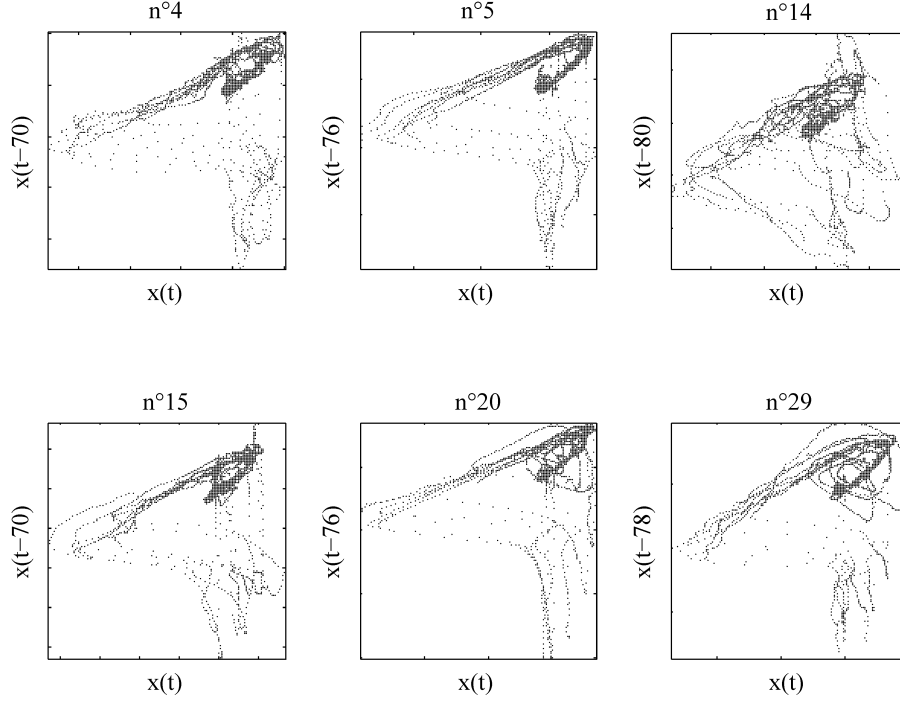 n°4 n°5 n°14
x(t−70) x(t−76) x(t−80)
x(t) x(t) x(t)
n°15 n°20 n°29
x(t−70) x(t−76) x(t−78)
x(t) x(t) x(t)